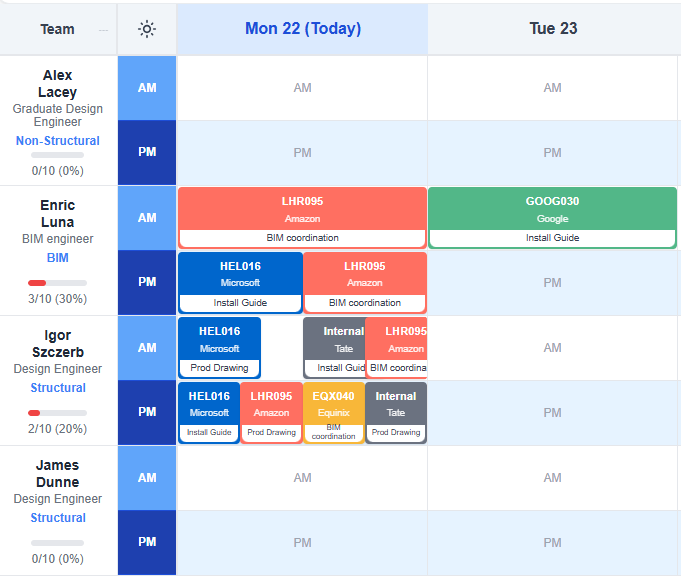 Team
Mon 22 (Today)
Tue 23
Alex
Lacey
Graduate Design
Engineer
Non-Structural
0/10 (0%)
AM
AM
AM
PM
PM
PM
Enric
Luna
BIM engineer
BIM
3/10 (30%)
AM
LHR095
Amazon
BIM coordination
GOOG030
Google
Install Guide
PM
HEL016
Microsoft
Install Guide
LHR095
Amazon
BIM coordination
PM
Igor
Szczerb
Design Engineer
Structural
2/10 (20%)
AM
HEL016
Microsoft
Prod Drawing
Internal
Tate
Install Guid
LHR095
Amazon
BIM coordina
AM
PM
HEL016
Microsoft
Install Guide
LHR095
Amazon
Prod Drawing
EQX040
Equinix
BIM
coordination
Internal
Tate
Prod Drawing
PM
James
Dunne
Design Engineer
Structural
0/10 (0%)
AM
AM
AM
PM
PM
PM